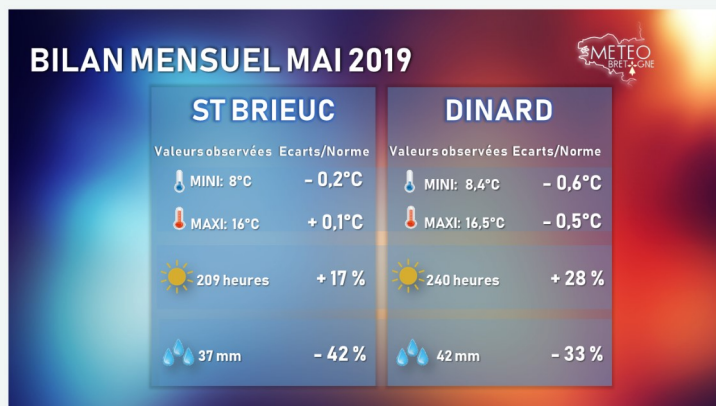 BILAN MENSUEL MAI 2019
METEO
BRETAGNE
ST BRIEUC
Valeurs observées Ecarts/Norme
MINI: 8°C - 0,2°C
MAXI: 16°C + 0,1°C
209 heures + 17 %
37 mm - 42 %
DINARD
Valeurs observées Ecarts/Norme
MINI: 8,4°C - 0,6°C
MAXI: 16,5°C - 0,5°C
240 heures + 28 %
42 mm - 33 %